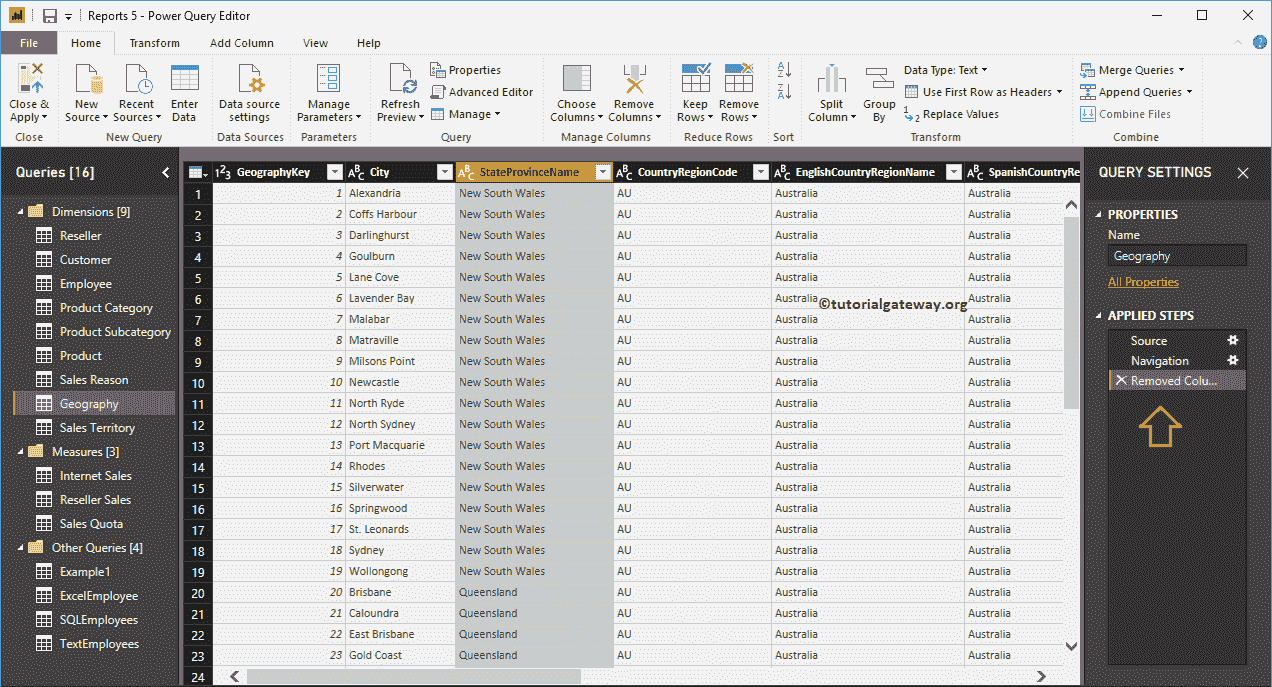 Reports 5 - Power Query Editor
File Home Transform Add Column View Help
Close & Apply
New Source
Recent Sources
Enter Data
Data source settings
Manage Parameters
Refresh Preview
Properties
Advanced Editor
Manage
Choose Columns
Remove Columns
Keep Rows
Remove Rows
A Z
Z A
Split Column
Group By
Data Type: Text
Use First Row as Headers
1 2 Replace Values
Merge Queries
Append Queries
Combine Files
Close New Query Data Sources Parameters Query Manage Columns Reduce Rows Sort Transform Combine
Queries [16]
Dimensions [9]
Reseller
Customer
Employee
Product Category
Product Subcategory
Product
Sales Reason
Geography
Sales Territory
Measures [3]
Internet Sales
Reseller Sales
Sales Quota
Other Queries [4]
Example1
ExcelEmployee
SQLEmployees
TextEmployees
123 GeographyKey ABC City ABC StateProvinceName ABC CountryRegionCode ABC EnglishCountryRegionName ABC SpanishCountryRe
1 1 Alexandria New South Wales AU Australia Australia
2 2 Coffs Harbour New South Wales AU Australia Australia
3 3 Darlinghurst New South Wales AU Australia Australia
4 4 Goulburn New South Wales AU Australia Australia
5 5 Lane Cove New South Wales AU Australia Australia
6 6 Lavender Bay New South Wales AU Australia Australia
7 7 Malabar New South Wales AU Australia Australia
8 8 Matraville New South Wales AU Australia Australia
9 9 Milsons Point New South Wales AU Australia Australia
10 10 Newcastle New South Wales AU Australia Australia
11 11 North Ryde New South Wales AU Australia Australia
12 12 North Sydney New South Wales AU Australia Australia
13 13 Port Macquarie New South Wales AU Australia Australia
14 14 Rhodes New South Wales AU Australia Australia
15 15 Silverwater New South Wales AU Australia Australia
16 16 Springwood New South Wales AU Australia Australia
17 17 St. Leonards New South Wales AU Australia Australia
18 18 Sydney New South Wales AU Australia Australia
19 19 Wollongong New South Wales AU Australia Australia
20 20 Brisbane Queensland AU Australia Australia
21 21 Caloundra Queensland AU Australia Australia
22 22 East Brisbane Queensland AU Australia Australia
23 23 Gold Coast Queensland AU Australia Australia
24
©tutorialgateway.org
QUERY SETTINGS
PROPERTIES
Name
Geography
All Properties
APPLIED STEPS
Source
Navigation
Removed Colu...